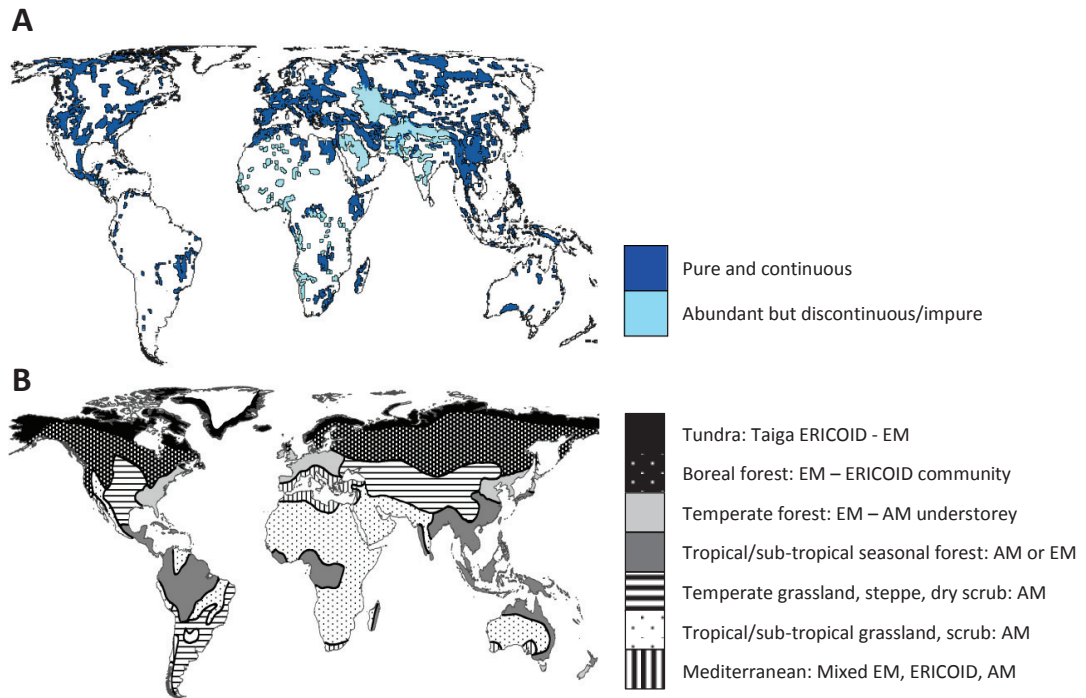 A
Pure and continuous
Abundant but discontinuous/impure
B
Tundra: Taiga ERICOID - EM
Boreal forest: EM – ERICOID community
Temperate forest: EM – AM understorey
Tropical/sub-tropical seasonal forest: AM or EM
Temperate grassland, steppe, dry scrub: AM
Tropical/sub-tropical grassland, scrub: AM
Mediterranean: Mixed EM, ERICOID, AM